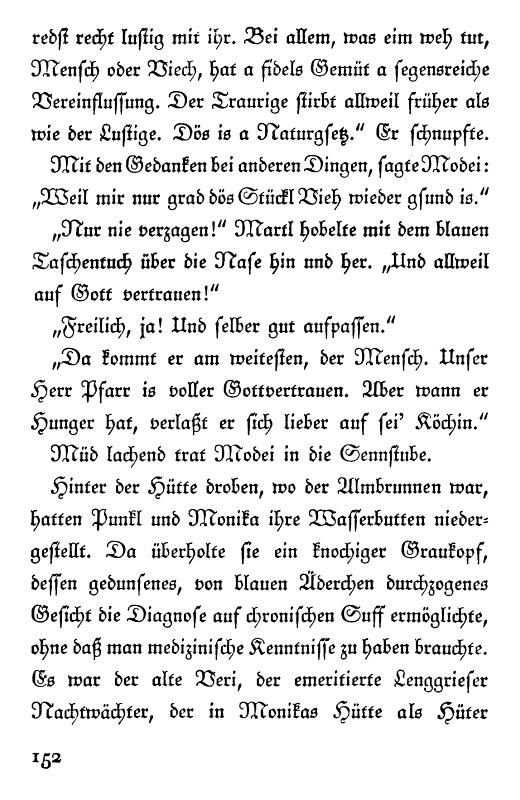 redst recht lustig mit ihr. Bei allem, was eim weh tut,
Mensch oder Viech, hat a fidels Gemüt a segensreiche
Vereinflussung. Der Traurige stirbt allweil früher als
wie der Lustige. Dös is a Naturgsetz.“ Er schnupfte.
Mit den Gedanken bei anderen Dingen, sagte Modei:
„Weil mir nur grad dös Stückl Vieh wieder gsund is.“
„Nur nie verzagen!“ Martl hobelte mit dem blauen
Taschentuch über die Nase hin und her. „Und allweil
auf Gott vertrauen!“
„Freilich, ja! Und selber gut aufpassen.“
„Da kommt er am weitesten, der Mensch. Unser
Herr Pfarr is voller Gottvertrauen. Aber wann er
Hunger hat, verlaßt er sich lieber auf sei’ Köchin.“
Müd lachend trat Modei in die Sennstube.
Hinter der Hütte droben, wo der Almbrunnen war,
hatten Punkl und Monika ihre Wasserbutten nieder-
gestellt. Da überholte sie ein knochiger Graukopf,
dessen gedunsenes, von blauen Äderchen durchzogenes
Gesicht die Diagnose auf chronischen Suff ermöglichte,
ohne daß man medizinische Kenntnisse zu haben brauchte.
Es war der alte Veri, der emeritierte Lenggrieser
Nachtwächter, der in Monikas Hütte als Hüter
152